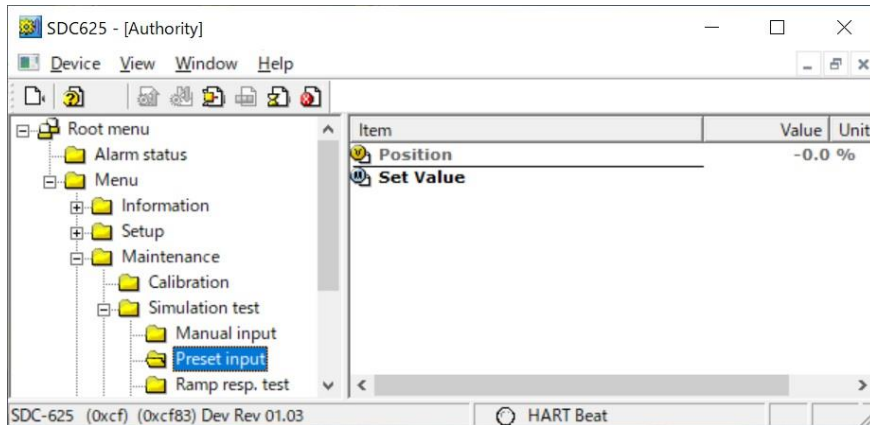 SDC625 - [Authority]
Device View Window Help
Root menu
Alarm status
Menu
Information
Setup
Maintenance
Calibration
Simulation test
Manual input
Preset input
Ramp resp. test
Item Value Unit
Position -0.0 %
Set Value
SDC-625 (0xcf) (0xcf83) Dev Rev 01.03 HART Beat